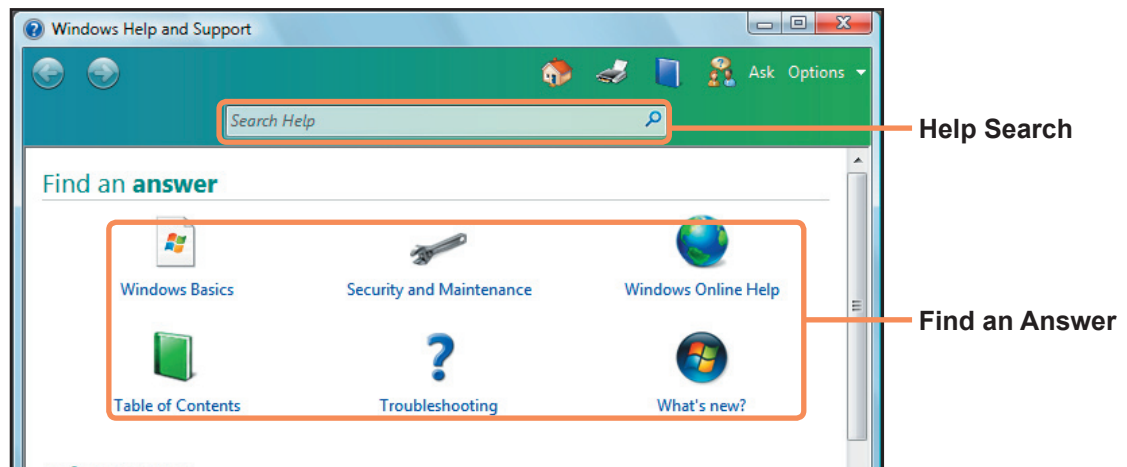 Windows Help and Support
Ask Options
Search Help
Help Search
Find an answer
Windows Basics Security and Maintenance Windows Online Help
Find an Answer
Table of Contents Troubleshooting What's new?